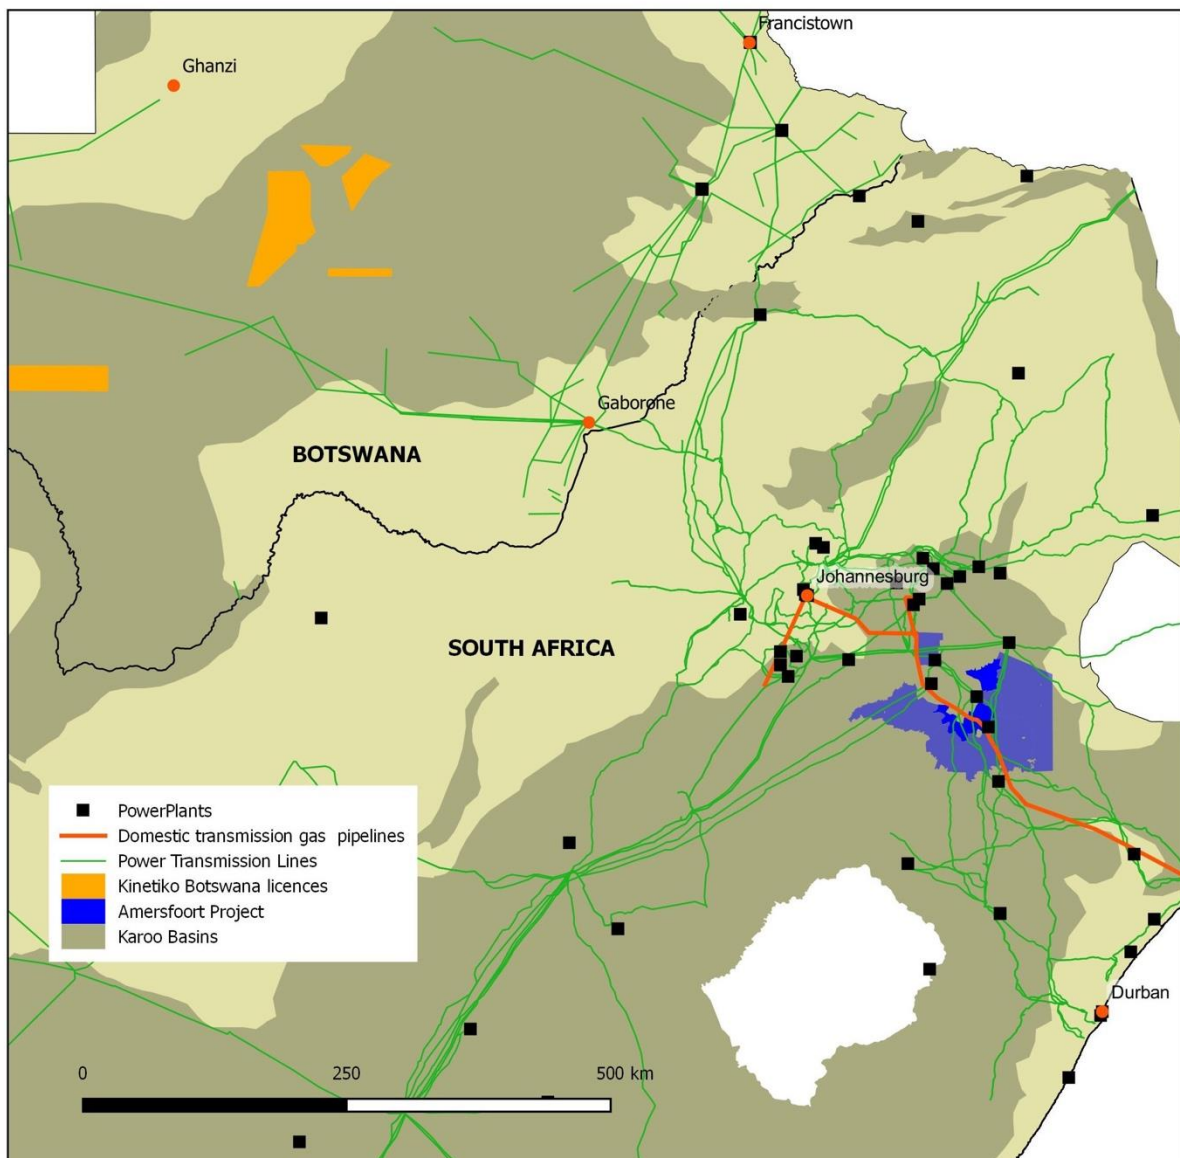 Francistown
Ghanzi
Gaborone
BOTSWANA
Johannesburg
SOUTH AFRICA
PowerPlants
Domestic transmission gas pipelines
Power Transmission Lines
Kinetiko Botswana licences
Amersfoort Project
Karoo Basins
Durban
0 250 500 km